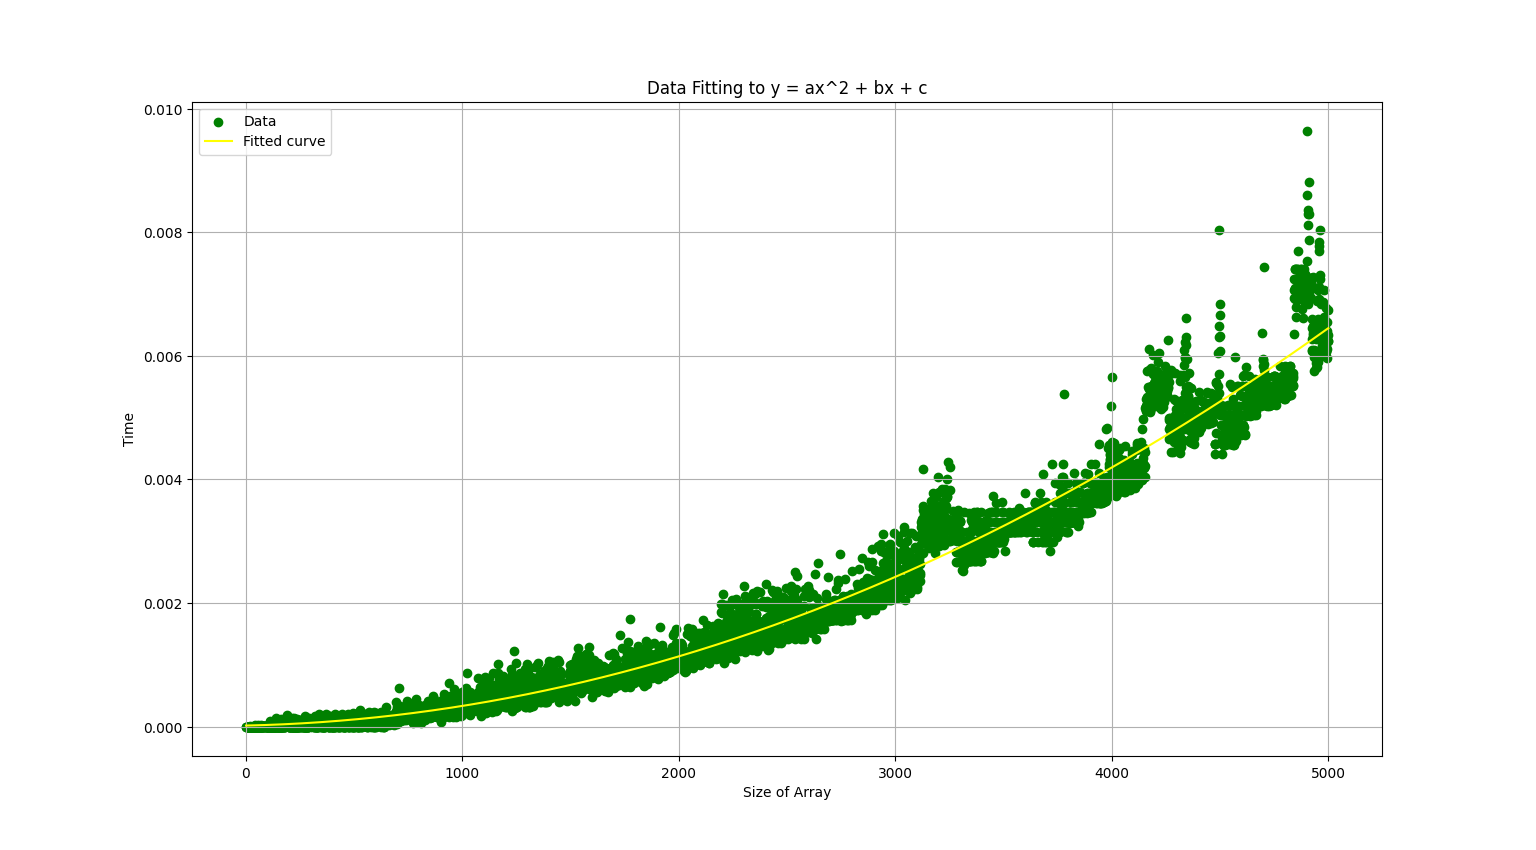 Data Fitting to y = ax^2 + bx + c
Data
Fitted curve
0.010
0.008
0.006
0.004
0.002
0.000
Time
0 1000 2000 3000 4000 5000
Size of Array